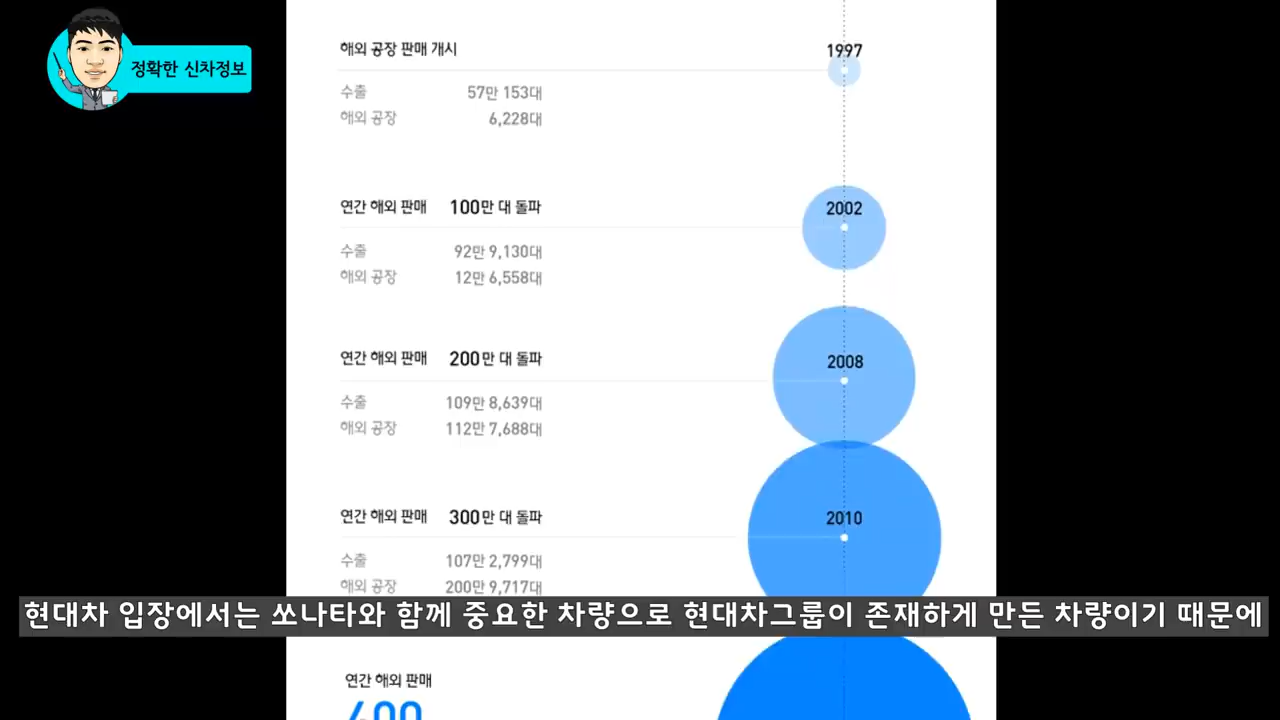 정확한 신차정보
해외 공장 판매 개시
1997
수출 57만 153대
해외 공장 6,228대
연간 해외 판매 100만 대 돌파
2002
수출 92만 9,130대
해외 공장 12만 6,558대
연간 해외 판매 200만 대 돌파
2008
수출 109만 8,639대
해외 공장 112만 7,688대
연간 해외 판매 300만 대 돌파
2010
수출 107만 2,799대
해외 공장 200만 9,717대
현대차 입장에서는 쏘나타와 함께 중요한 차량으로 현대차그룹이 존재하게 만든 차량이기 때문에
연간 해외 판매
400